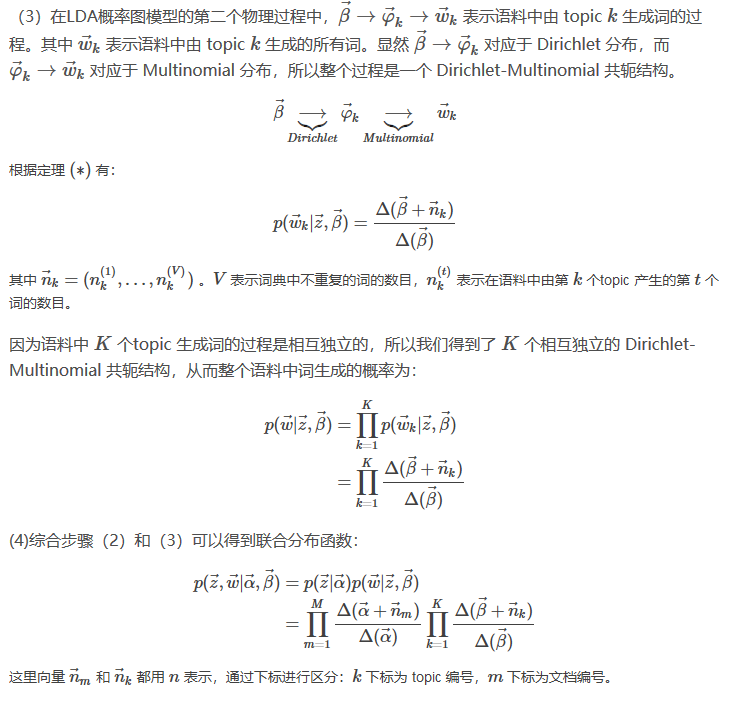 （3）在LDA概率图模型的第二个物理过程中，$\vec{\beta} \to \vec{\varphi}_k \to \vec{w}_k$ 表示语料中由 topic $k$ 生成词的过
程。其中 $\vec{w}_k$ 表示语料中由 topic $k$ 生成的所有词。显然 $\vec{\beta} \to \vec{\varphi}_k$ 对应于 Dirichlet 分布，而
$\vec{\varphi}_k \to \vec{w}_k$ 对应于 Multinomial 分布，所以整个过程是一个 Dirichlet-Multinomial 共轭结构。
$\vec{\beta} \underbrace{\longrightarrow}_{Dirichlet} \vec{\varphi}_k \underbrace{\longrightarrow}_{Multinomial} \vec{w}_k$
根据定理 $(*)$ 有：
$p(\vec{w}_k|\vec{z},\vec{\beta}) = \frac{\Delta(\vec{\beta}+\vec{n}_k)}{\Delta(\vec{\beta})}$
其中 $\vec{n}_k = (n_k^{(1)},\ldots,n_k^{(V)})$ 。$V$ 表示词典中不重复的词的数目，$n_k^{(t)}$ 表示在语料中由第 $k$ 个topic 产生的第 $t$ 个
词的数目。
因为语料中 $K$ 个topic 生成词的过程是相互独立的，所以我们得到了 $K$ 个相互独立的 Dirichlet-
Multinomial 共轭结构，从而整个语料中词生成的概率为：
$p(\vec{w}|\vec{z},\vec{\beta}) = \prod_{k=1}^{K} p(\vec{w}_k|\vec{z},\vec{\beta})$
$= \prod_{k=1}^{K} \frac{\Delta(\vec{\beta}+\vec{n}_k)}{\Delta(\vec{\beta})}$
(4)综合步骤（2）和（3）可以得到联合分布函数：
$p(\vec{z},\vec{w}|\vec{\alpha},\vec{\beta}) = p(\vec{z}|\vec{\alpha})p(\vec{w}|\vec{z},\vec{\beta})$
$= \prod_{m=1}^{M} \frac{\Delta(\vec{\alpha}+\vec{n}_m)}{\Delta(\vec{\alpha})} \prod_{k=1}^{K} \frac{\Delta(\vec{\beta}+\vec{n}_k)}{\Delta(\vec{\beta})}$
这里向量 $\vec{n}_m$ 和 $\vec{n}_k$ 都用 $n$ 表示，通过下标进行区分：$k$ 下标为 topic 编号，$m$ 下标为文档编号。